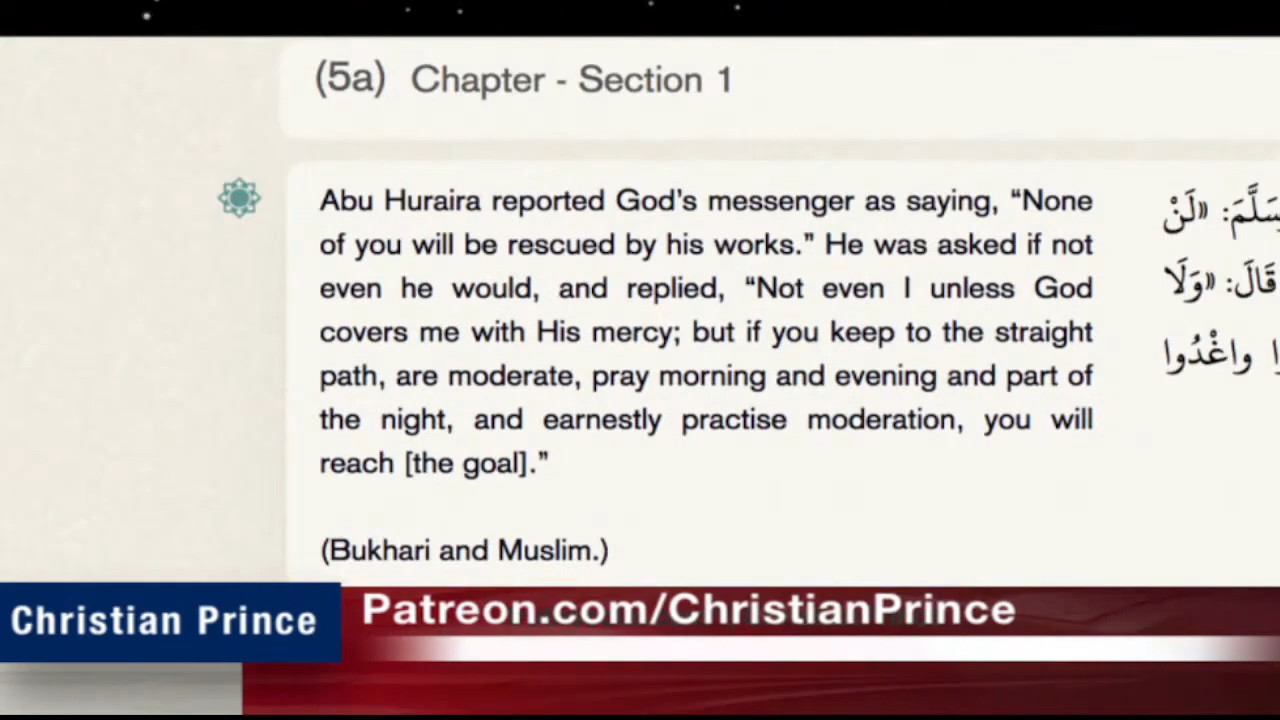 (5a) Chapter - Section 1
Abu Huraira reported God's messenger as saying, “None
of you will be rescued by his works.” He was asked if not
even he would, and replied, “Not even I unless God
covers me with His mercy; but if you keep to the straight
path, are moderate, pray morning and evening and part of
the night, and earnestly practise moderation, you will
reach [the goal].”
(Bukhari and Muslim.)
سَلَّمَ: «لَنْ
قَالَ: «وَلَا
واغْدُوا
Christian Prince
Patreon.com/ChristianPrince